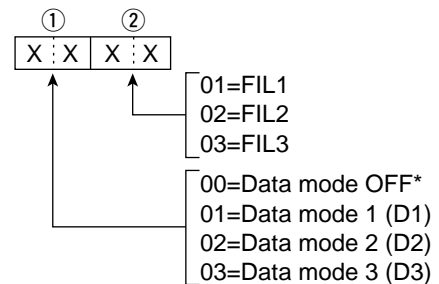 ① ②
X X X X
01=FIL1
02=FIL2
03=FIL3
00=Data mode OFF*
01=Data mode 1 (D1)
02=Data mode 2 (D2)
03=Data mode 3 (D3)